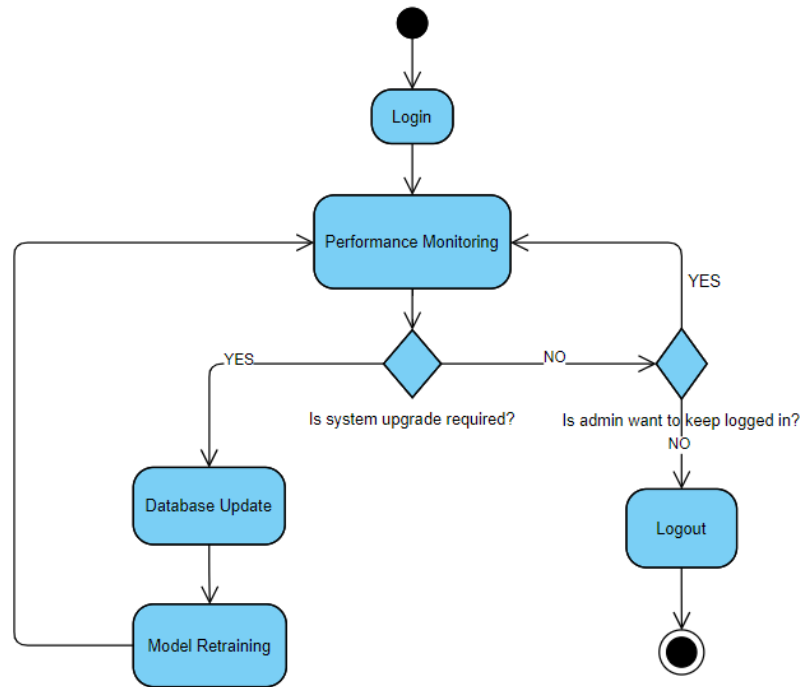 Login
Performance Monitoring
YES
YES
NO
Is system upgrade required?
Is admin want to keep logged in?
NO
Database Update
Logout
Model Retraining